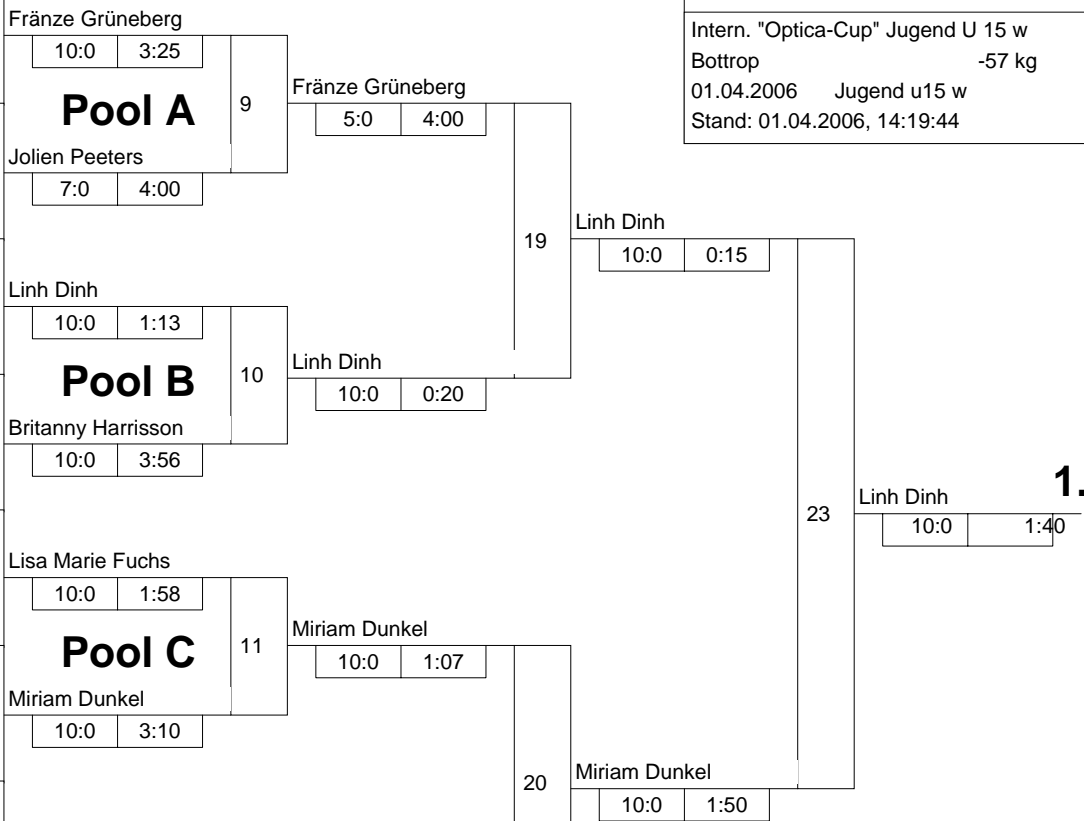 Fränze Grüneberg
10:0 3:25
Pool A
9
Jolien Peeters
7:0 4:00
Fränze Grüneberg
5:0 4:00
Intern. "Optica-Cup" Jugend U 15 w
Bottrop -57 kg
01.04.2006 Jugend u15 w
Stand: 01.04.2006, 14:19:44
19
Linh Dinh
10:0 0:15
Linh Dinh
10:0 1:13
Pool B
10
Britanny Harrisson
10:0 3:56
Linh Dinh
10:0 0:20
23
Linh Dinh 1.
10:0 1:40
Lisa Marie Fuchs
10:0 1:58
Pool C
11
Miriam Dunkel
10:0 3:10
Miriam Dunkel
10:0 1:07
20
Miriam Dunkel
10:0 1:50